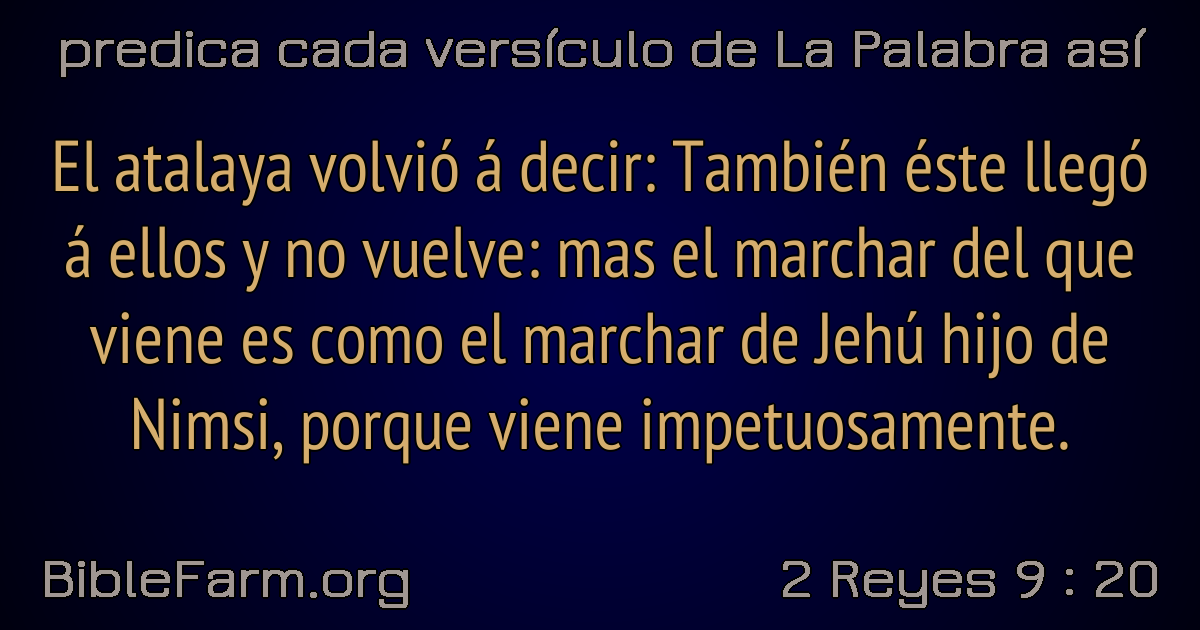 predica cada versículo de La Palabra así
El atalaya volvió á decir: También éste llegó
á ellos y no vuelve: mas el marchar del que
viene es como el marchar de Jehú hijo de
Nimsi, porque viene impetuosamente.
BibleFarm.org
2 Reyes 9 : 20